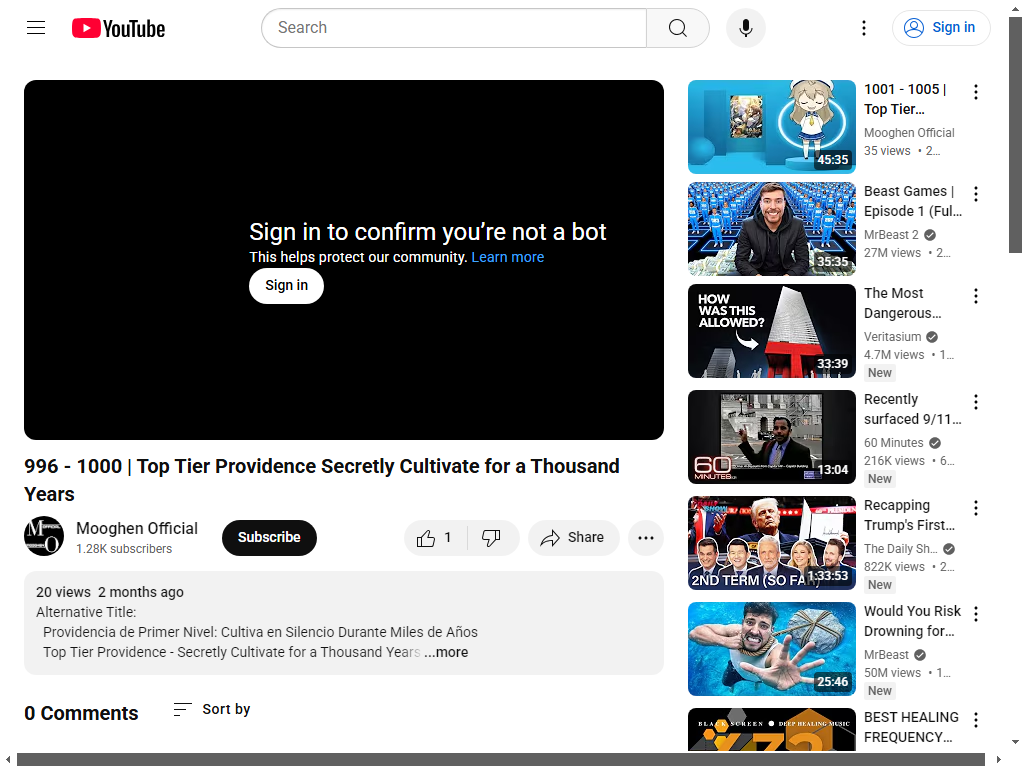 YouTube
Search
Sign in
Sign in to confirm you’re not a bot
This helps protect our community. Learn more
Sign in
996 - 1000 | Top Tier Providence Secretly Cultivate for a Thousand
Years
Mooghen Official
1.28K subscribers
Subscribe
1
Share
20 views 2 months ago
Alternative Title:
Providencia de Primer Nivel: Cultiva en Silencio Durante Miles de Años
Top Tier Providence - Secretly Cultivate for a Thousand Years ...more
0 Comments
Sort by
45:35
1001 - 1005 |
Top Tier…
Mooghen Official
35 views • 2…
35:35
Beast Games |
Episode 1 (Ful…
MrBeast 2
27M views • 2…
HOW
WAS THIS
ALLOWED?
33:39
The Most
Dangerous…
Veritasium
4.7M views • 1…
New
60
MINUTES
13:04
Recently
surfaced 9/11…
60 Minutes
216K views • 6…
New
2ND TERM (SO FAR)
1:33:53
Recapping
Trump's First…
The Daily Sh…
822K views • 2…
New
25:46
Would You Risk
Drowning for…
MrBeast
50M views • 1…
New
BLACK SCREEN • DEEP HEALING MUSIC
BEST HEALING
FREQUENCY…